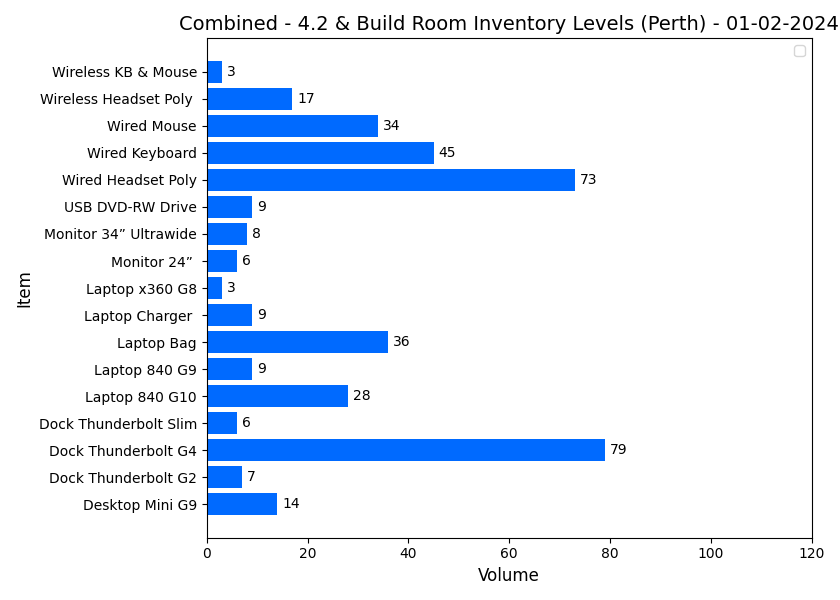 Combined - 4.2 & Build Room Inventory Levels (Perth) - 01-02-2024
Wireless KB & Mouse 3
Wireless Headset Poly 17
Wired Mouse 34
Wired Keyboard 45
Wired Headset Poly 73
USB DVD-RW Drive 9
Monitor 34” Ultrawide 8
Monitor 24” 6
Laptop x360 G8 3
Laptop Charger 9
Laptop Bag 36
Laptop 840 G9 9
Laptop 840 G10 28
Dock Thunderbolt Slim 6
Dock Thunderbolt G4 79
Dock Thunderbolt G2 7
Desktop Mini G9 14
Item
0 20 40 60 80 100 120
Volume